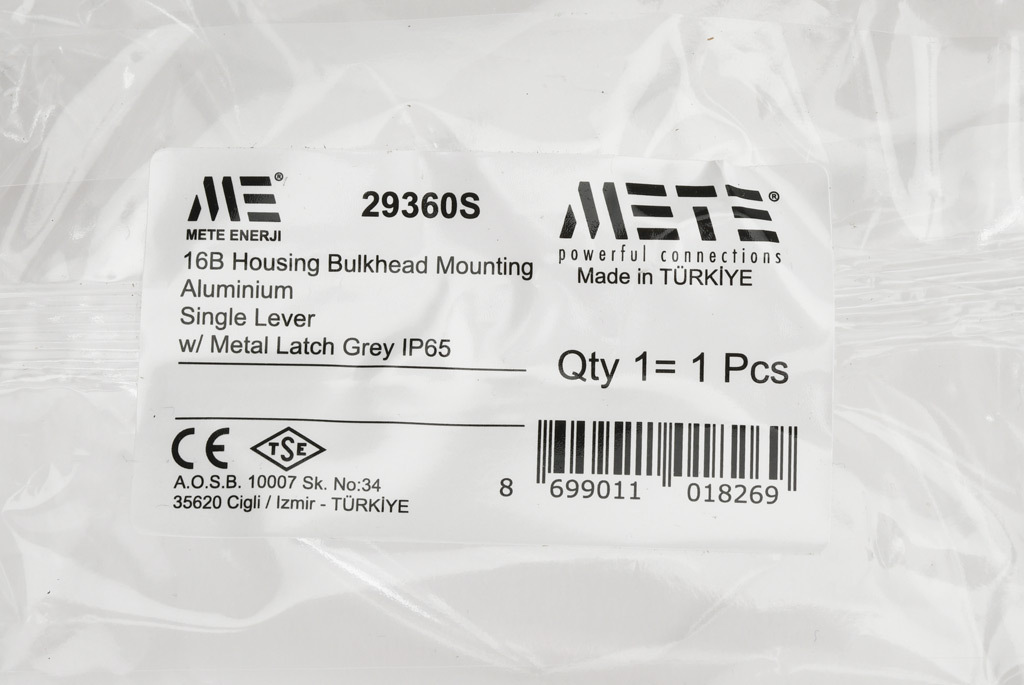 ME®
METE ENERJI
29360S
METE®
powerful connections
Made in TÜRKİYE
16B Housing Bulkhead Mounting
Aluminium
Single Lever
w/ Metal Latch Grey IP65
Qty 1= 1 Pcs
CE TSE
A.O.S.B. 10007 Sk. No:34
35620 Cigli / Izmir - TÜRKİYE
8 699011 018269